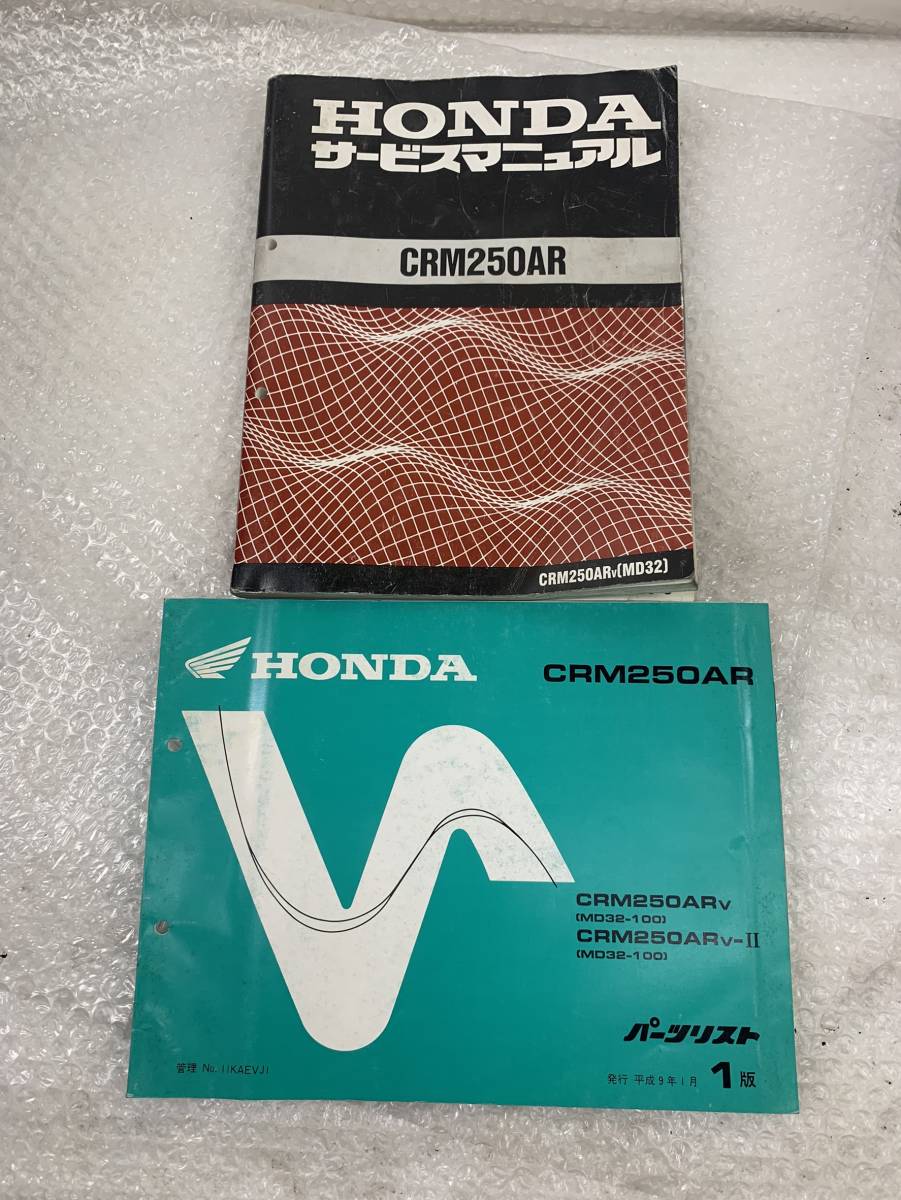 HONDA
サービスマニュアル
CRM250AR
CRM250ARV(MD32)
HONDA
CRM250AR
CRM250ARV
(MD32-100)
CRM250ARV-II
(MD32-100)
パーツリスト
管理 No. 11KAEVJ1
発行 平成9年1月 1版